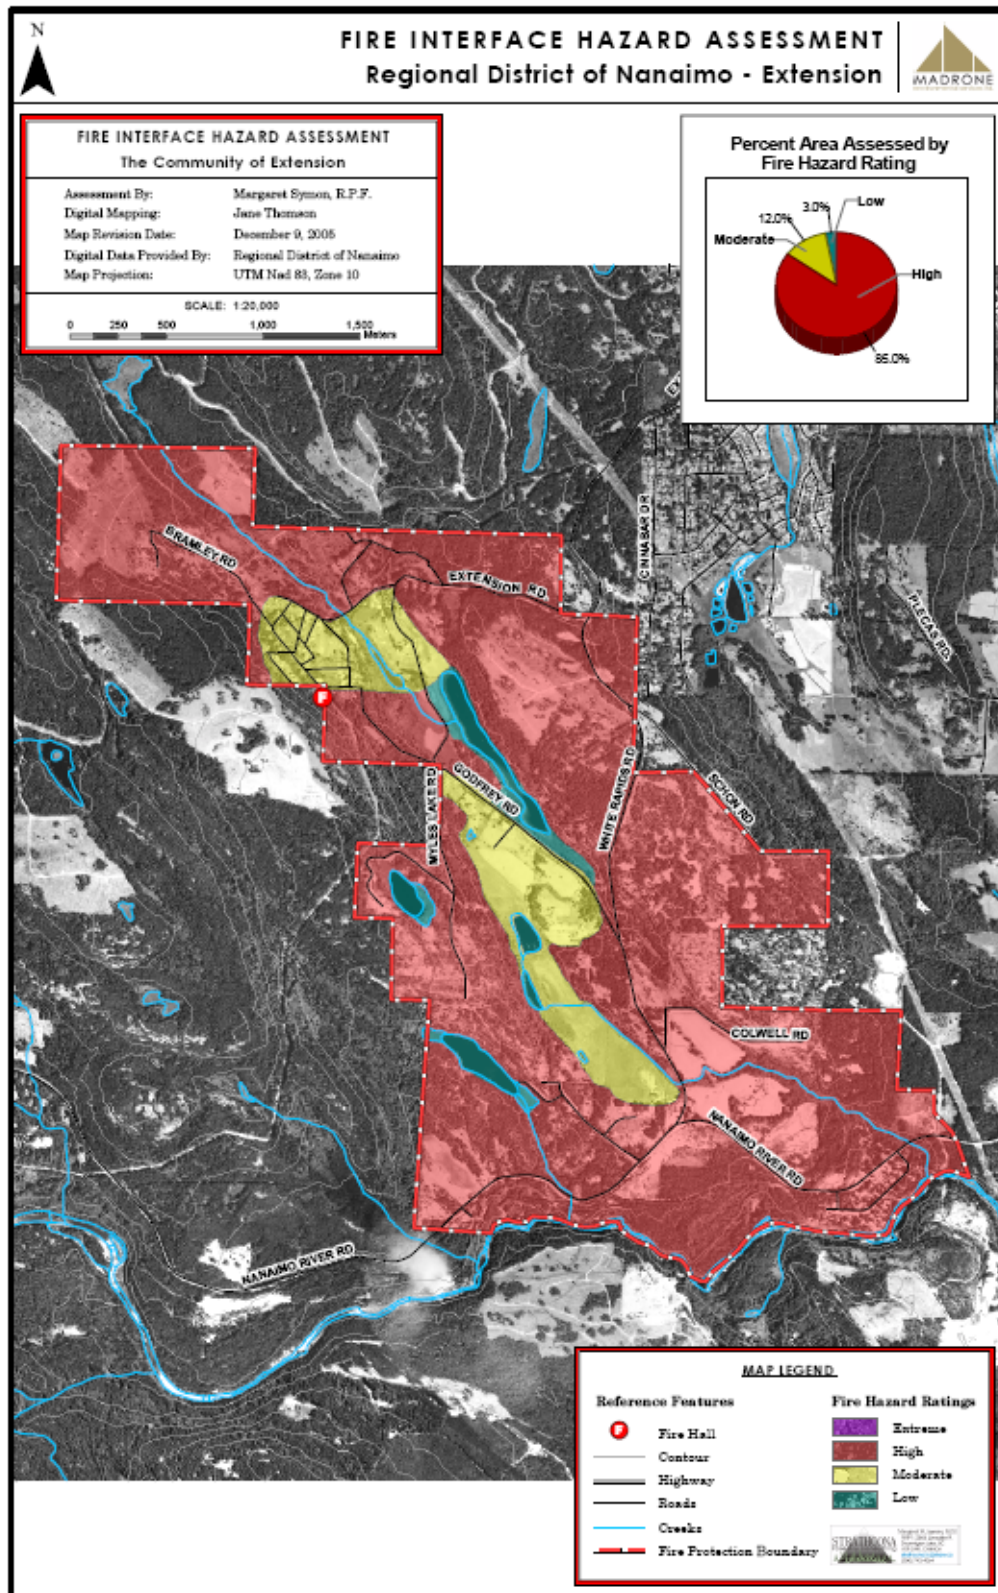 N
FIRE INTERFACE HAZARD ASSESSMENT
Regional District of Nanaimo - Extension
MADRONE
FIRE INTERFACE HAZARD ASSESSMENT
The Community of Extension
Assessment By: Margaret Symon, R.P.F.
Digital Mapping: Jane Thomson
Map Revision Date: December 9, 2005
Digital Data Provided By: Regional District of Nanaimo
Map Projection: UTM Nad 83, Zone 10
SCALE: 1:20,000
0 250 500 1,000 1,500
Meters
Percent Area Assessed by
Fire Hazard Rating
3.0% Low
12.0%
Moderate
High
85.0%
CINNABAR DR
BRAMLEY RD
EXTENSION RD.
PLECAS RD.
F
GODFREY RD
MYLES LAKE RD
WHITE RAPIDS RD
SCHON RD
COLWELL RD
NANAIMO RIVER RD
NANAIMO RIVER RD
MAP LEGEND
Reference Features
F Fire Hall
Contour
Highway
Roads
Creeks
Fire Protection Boundary
Fire Hazard Ratings
Extreme
High
Moderate
Low
STRATHCONA